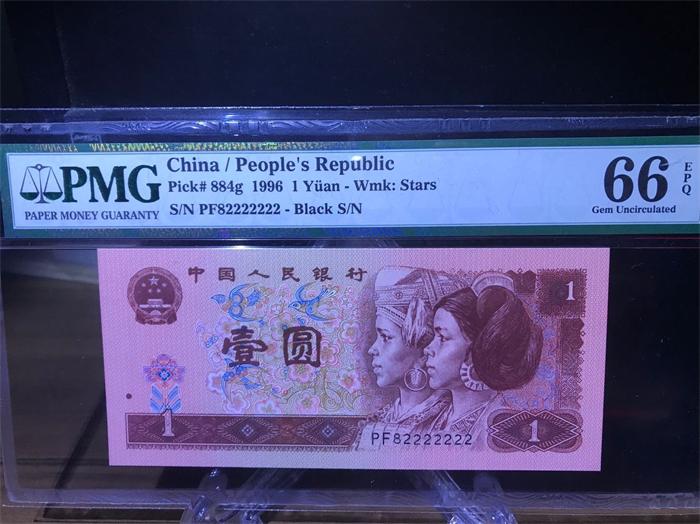 PMG
PAPER MONEY GUARANTY
China / People's Republic
Pick# 884g 1996 1 Yüan - Wmk: Stars
S/N PF82222222 - Black S/N
66 EPQ
Gem Uncirculated
中国人民银行
1
壹圆
1
PF82222222
1